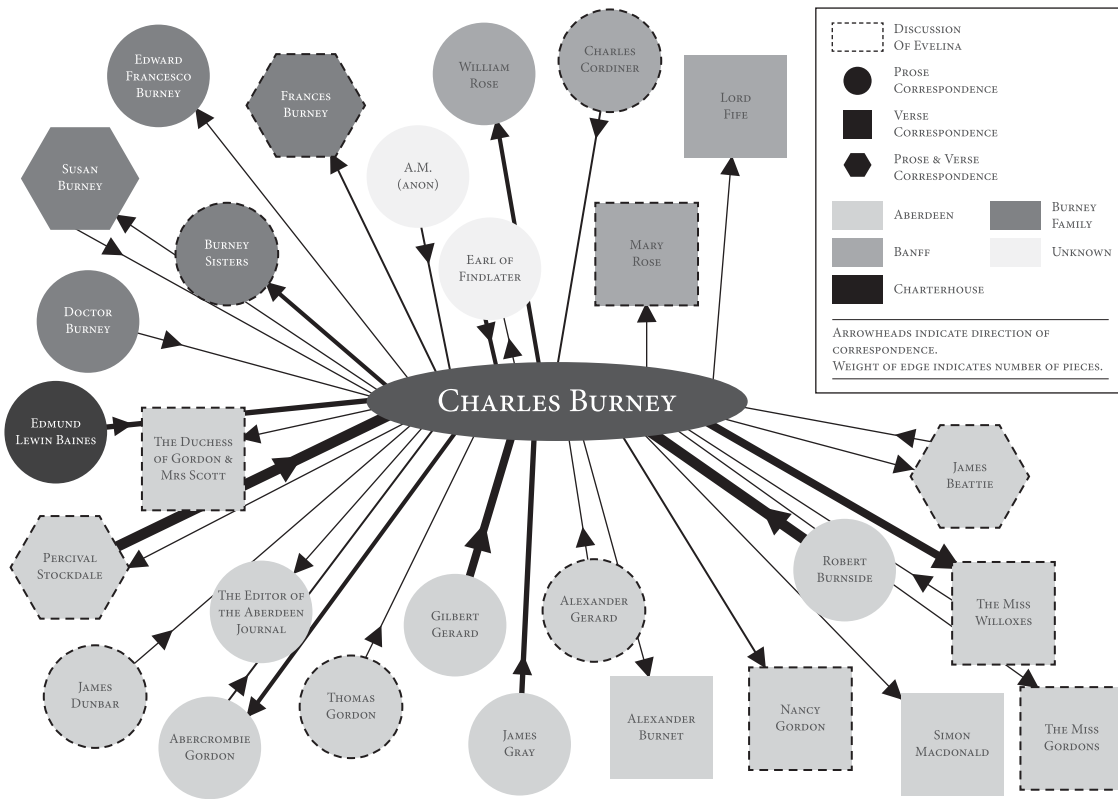 Edward
Francesco
Burney
Frances
Burney
William
Rose
Charles
Cordiner
Lord
Fife
Susan
Burney
A.M.
(anon)
Burney
Sisters
Earl of
Findlater
Mary
Rose
Doctor
Burney
Edmund
Lewin Baines
The Duchess
of Gordon &
Mrs Scott
Charles Burney
James
Beattie
Percival
Stockdale
The Editor of
the Aberdeen
Journal
Gilbert
Gerard
Alexander
Gerard
Robert
Burnside
The Miss
Willoxes
James
Dunbar
Abercrombie
Gordon
Thomas
Gordon
James
Gray
Alexander
Burnet
Nancy
Gordon
Simon
Macdonald
The Miss
Gordons
Discussion
Of Evelina
Prose
Correspondence
Verse
Correspondence
Prose & Verse
Correspondence
Aberdeen
Burney
Family
Banff
Unknown
Charterhouse
Arrowheads indicate direction of
correspondence.
Weight of edge indicates number of pieces.